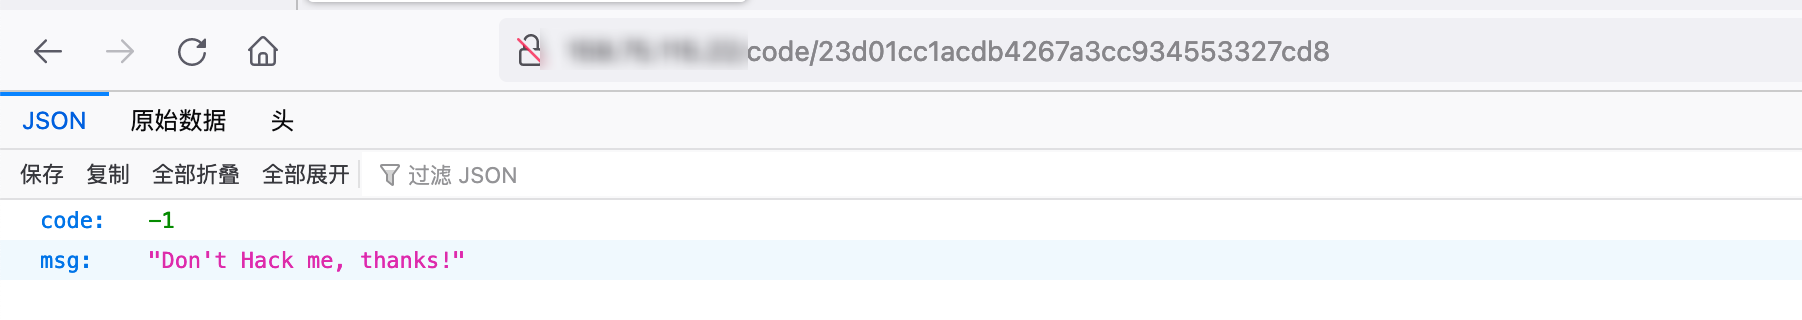 code/23d01cc1acdb4267a3cc934553327cd8
JSON 原始数据 头
保存 复制 全部折叠 全部展开 过滤 JSON
code: -1
msg: "Don't Hack me, thanks!"